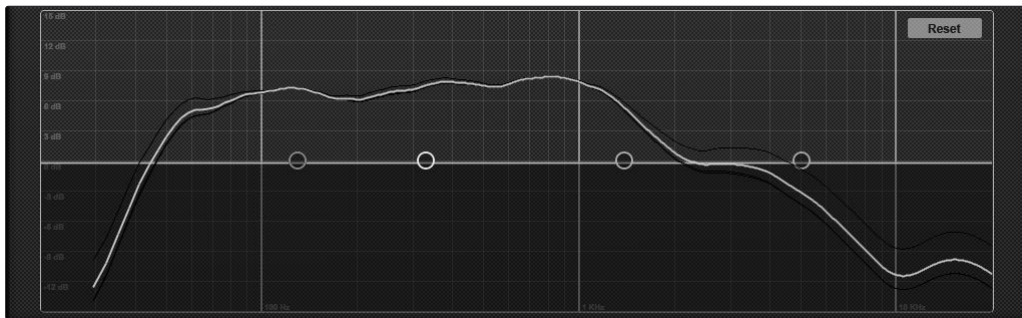 15 dB
Reset
12 dB
9 dB
6 dB
3 dB
0 dB
-3 dB
-6 dB
-9 dB
-12 dB
100 Hz
1 KHz
10 KHz